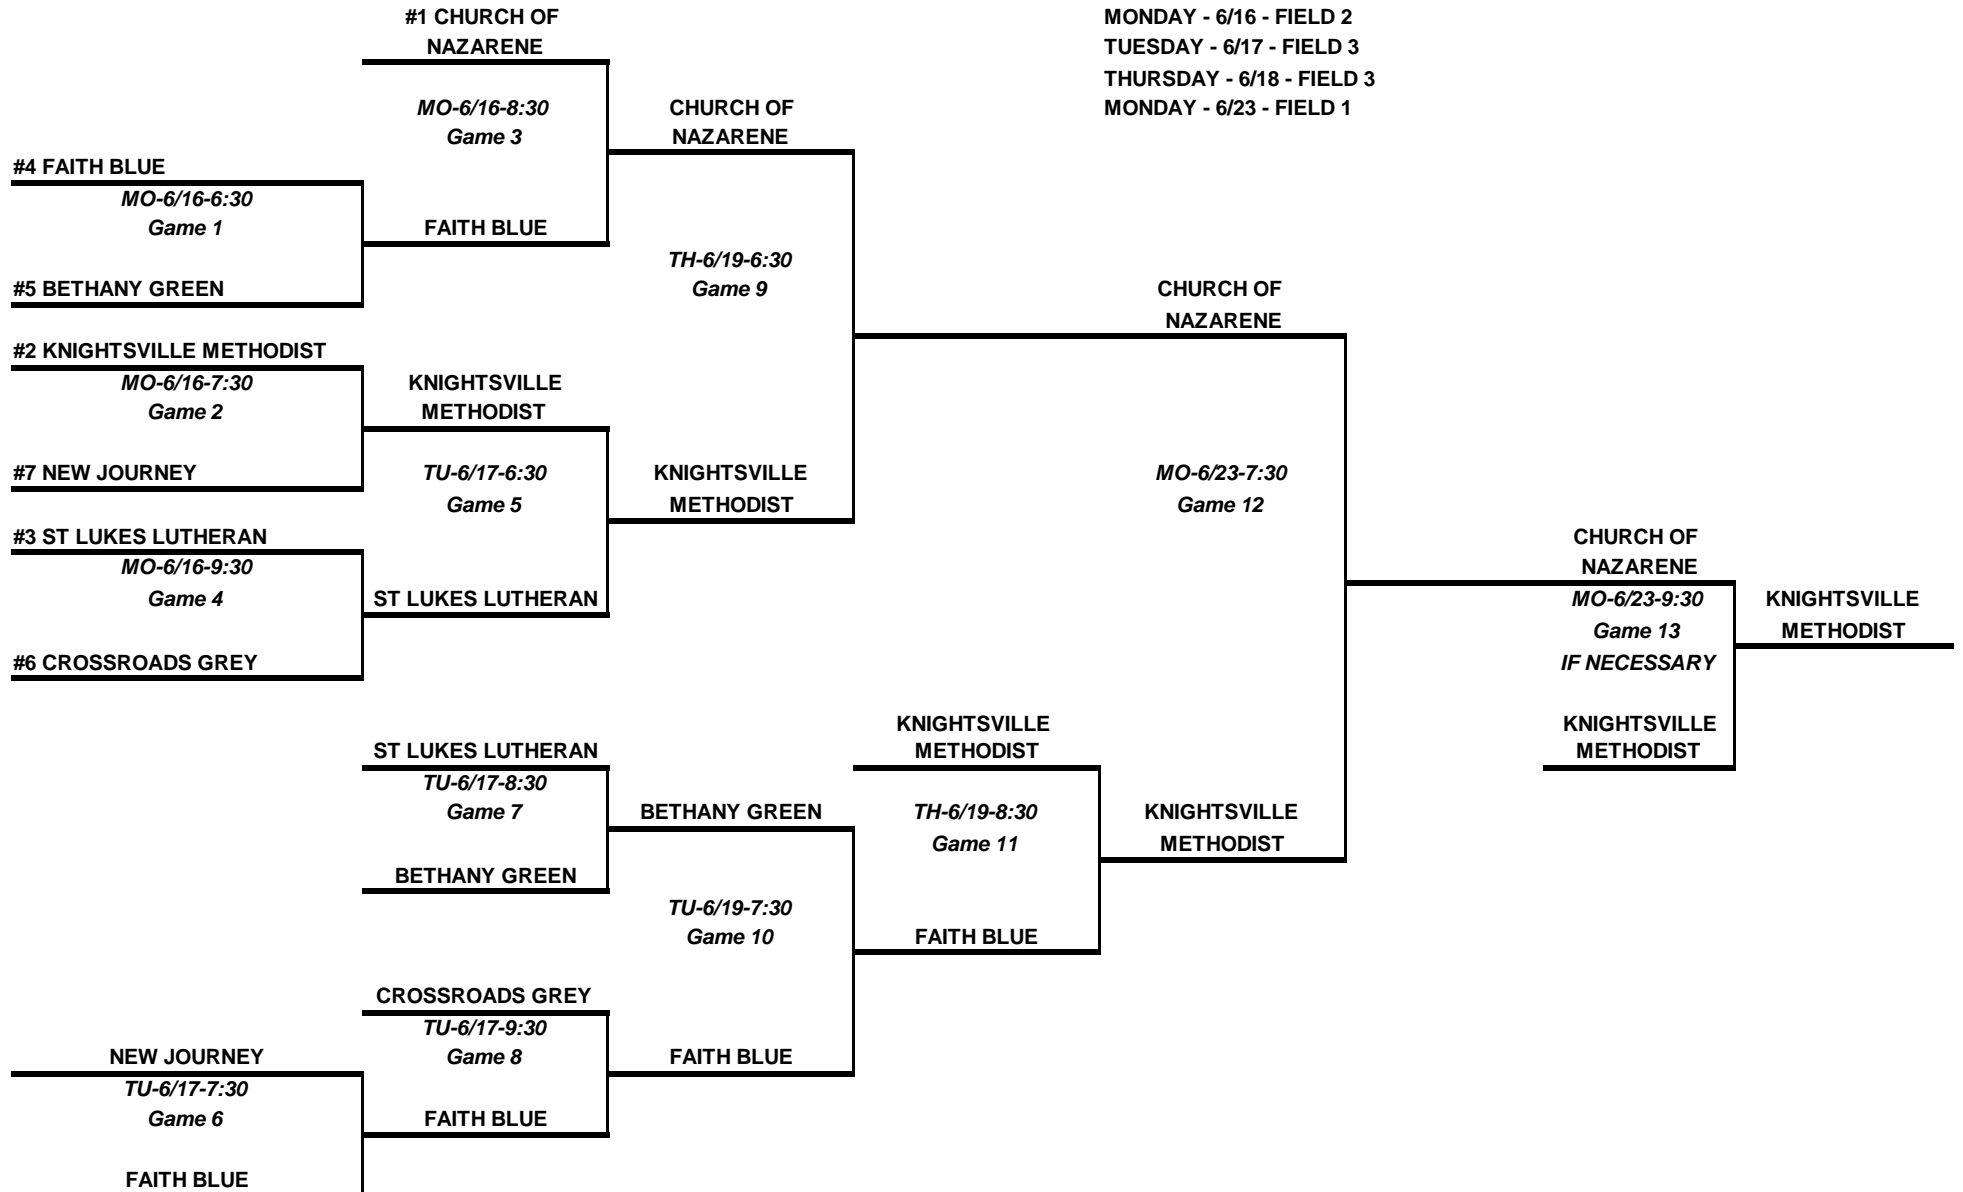 #1 CHURCH OF
NAZARENE
MONDAY - 6/16 - FIELD 2
TUESDAY - 6/17 - FIELD 3
THURSDAY - 6/18 - FIELD 3
MONDAY - 6/23 - FIELD 1
MO-6/16-8:30
Game 3
CHURCH OF
NAZARENE
#4 FAITH BLUE
MO-6/16-6:30
Game 1
FAITH BLUE
#5 BETHANY GREEN
TH-6/19-6:30
Game 9
CHURCH OF
NAZARENE
#2 KNIGHTSVILLE METHODIST
MO-6/16-7:30
Game 2
KNIGHTSVILLE
METHODIST
#7 NEW JOURNEY
TU-6/17-6:30
Game 5
KNIGHTSVILLE
METHODIST
MO-6/23-7:30
Game 12
#3 ST LUKES LUTHERAN
MO-6/16-9:30
Game 4
ST LUKES LUTHERAN
#6 CROSSROADS GREY
CHURCH OF
NAZARENE
MO-6/23-9:30
Game 13
IF NECESSARY
KNIGHTSVILLE
METHODIST
KNIGHTSVILLE
METHODIST
ST LUKES LUTHERAN
TU-6/17-8:30
Game 7
BETHANY GREEN
BETHANY GREEN
KNIGHTSVILLE
METHODIST
TH-6/19-8:30
Game 11
KNIGHTSVILLE
METHODIST
TU-6/19-7:30
Game 10
FAITH BLUE
CROSSROADS GREY
TU-6/17-9:30
Game 8
FAITH BLUE
NEW JOURNEY
TU-6/17-7:30
Game 6
FAITH BLUE
FAITH BLUE